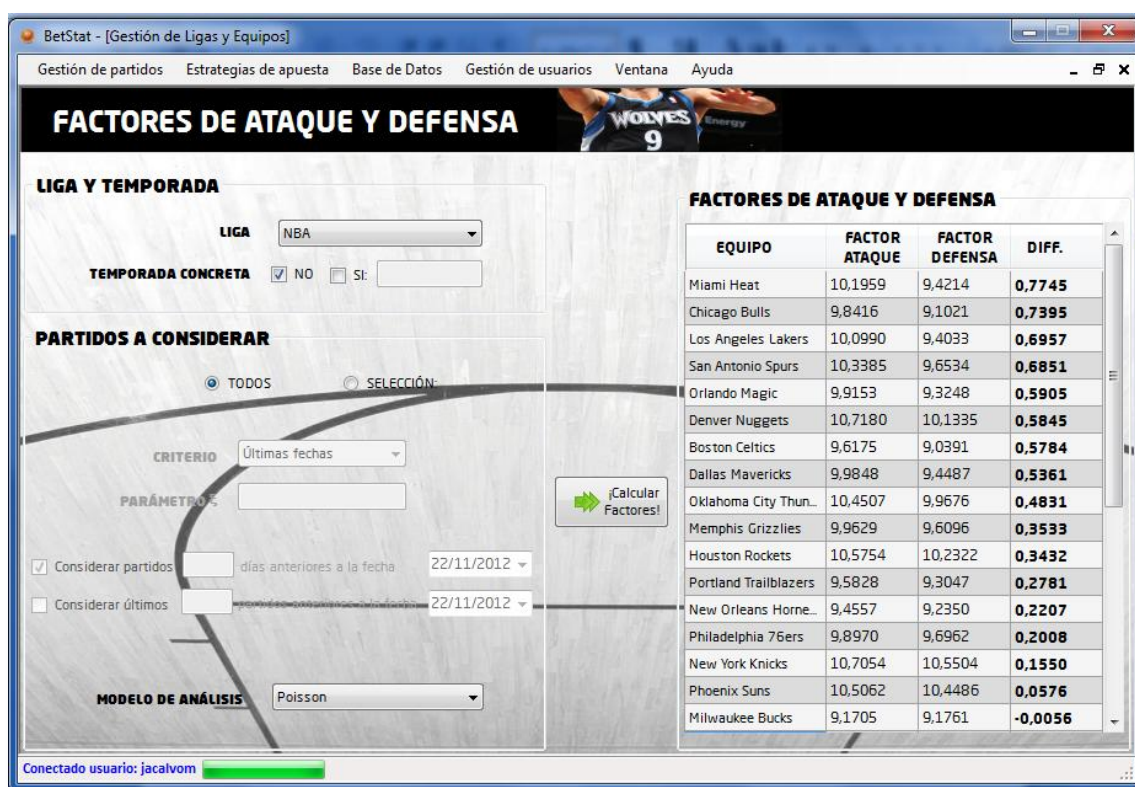 BetStat - [Gestión de Ligas y Equipos]
Gestión de partidos Estrategias de apuesta Base de Datos Gestión de usuarios Ventana Ayuda
FACTORES DE ATAQUE Y DEFENSA
WOLVES
9
Energy
LIGA Y TEMPORADA
LIGA NBA
TEMPORADA CONCRETA NO SI:
PARTIDOS A CONSIDERAR
TODOS SELECCIÓN:
CRITERIO Últimas fechas
PARÁMETRO ξ
Considerar partidos días anteriores a la fecha 22/11/2012
Considerar últimos partidos anteriores a la fecha 22/11/2012
MODELO DE ANÁLISIS Poisson
¡Calcular
Factores!
FACTORES DE ATAQUE Y DEFENSA
EQUIPO FACTOR ATAQUE FACTOR DEFENSA DIFF.
Miami Heat 10,1959 9,4214 0,7745
Chicago Bulls 9,8416 9,1021 0,7395
Los Angeles Lakers 10,0990 9,4033 0,6957
San Antonio Spurs 10,3385 9,6534 0,6851
Orlando Magic 9,9153 9,3248 0,5905
Denver Nuggets 10,7180 10,1335 0,5845
Boston Celtics 9,6175 9,0391 0,5784
Dallas Mavericks 9,9848 9,4487 0,5361
Oklahoma City Thun... 10,4507 9,9676 0,4831
Memphis Grizzlies 9,9629 9,6096 0,3533
Houston Rockets 10,5754 10,2322 0,3432
Portland Trailblazers 9,5828 9,3047 0,2781
New Orleans Horne... 9,4557 9,2350 0,2207
Philadelphia 76ers 9,8970 9,6962 0,2008
New York Knicks 10,7054 10,5504 0,1550
Phoenix Suns 10,5062 10,4486 0,0576
Milwaukee Bucks 9,1705 9,1761 -0,0056
Conectado usuario: jacalvom